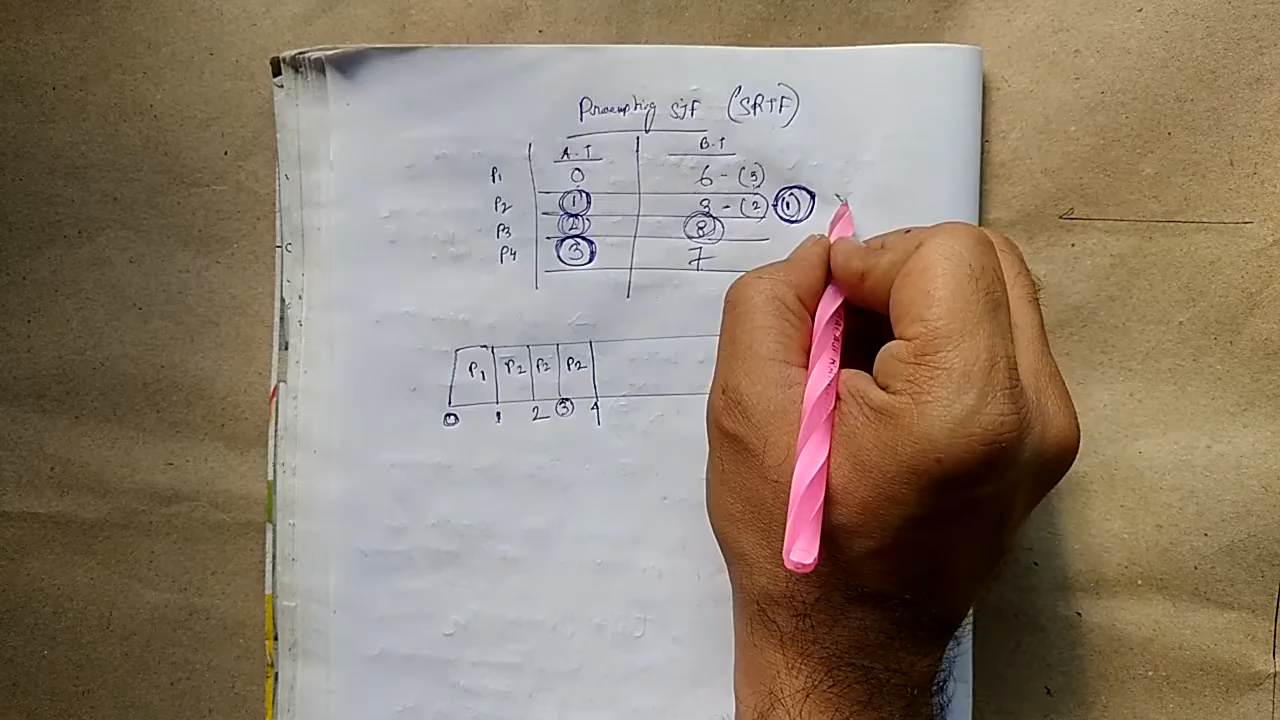 Preempting SJF (SRTF)
A.T B.T
P1 0 6 - (5)
P2 1 3 - (2) (1)
P3 2 8
P4 3 7
P1 P2 P2 P2
0 1 2 3 4